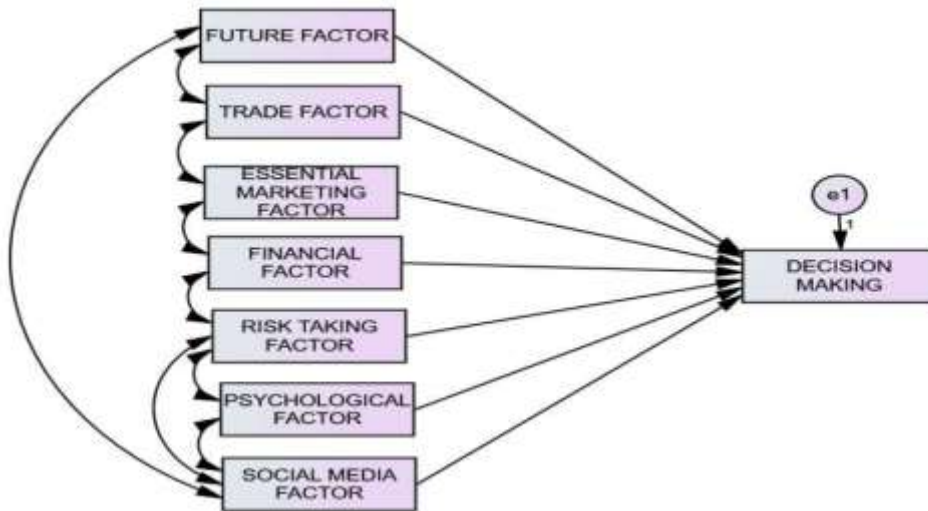 FUTURE FACTOR
TRADE FACTOR
ESSENTIAL
MARKETING
FACTOR
FINANCIAL
FACTOR
RISK TAKING
FACTOR
PSYCHOLOGICAL
FACTOR
SOCIAL MEDIA
FACTOR
e1
1
DECISION
MAKING